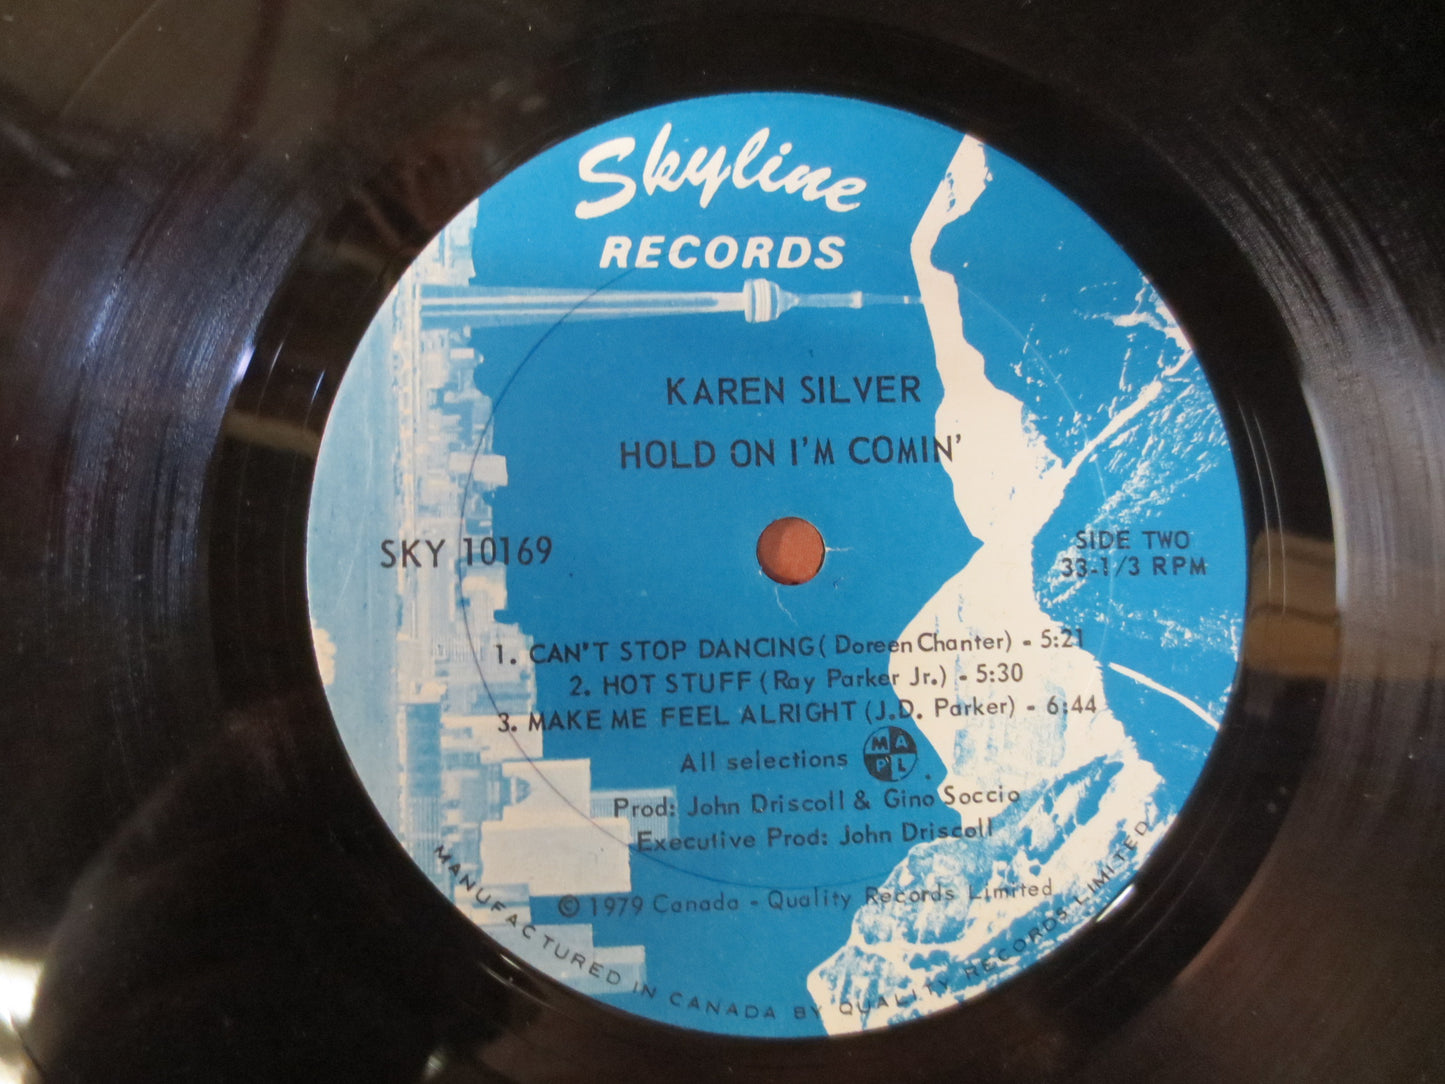 Skyline
RECORDS
KAREN SILVER
HOLD ON I'M COMIN'
SKY 10169
SIDE TWO
33-1/3 RPM
1. CAN'T STOP DANCING (Doreen Chanter) - 5:21
2. HOT STUFF (Ray Parker Jr.) - 5:30
3. MAKE ME FEEL ALRIGHT (J.D. Parker) - 6:44
All selections MAPL.
Prod: John Driscoll & Gino Soccio
Executive Prod: John Driscoll
© 1979 Canada - Quality Records Limited
MANUFACTURED IN CANADA BY QUALITY RECORDS LIMITED